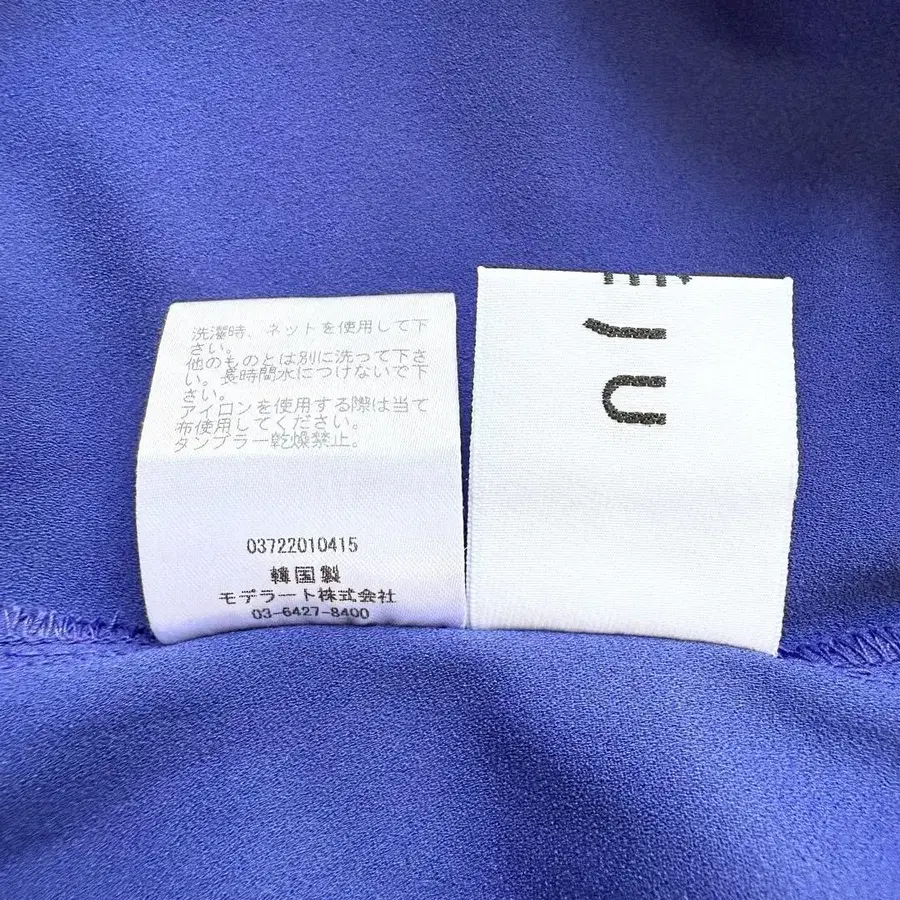 洗濯時、ネットを使用して下
さい。
他のものとは別に洗って下さ
い。長時間水につけないで下
さい。
アイロンを使用する際は当て
布使用してください。
タンブラー乾燥禁止。
03722010415
韓国製
モデラート株式会社
03-6427-8400
ÉJU